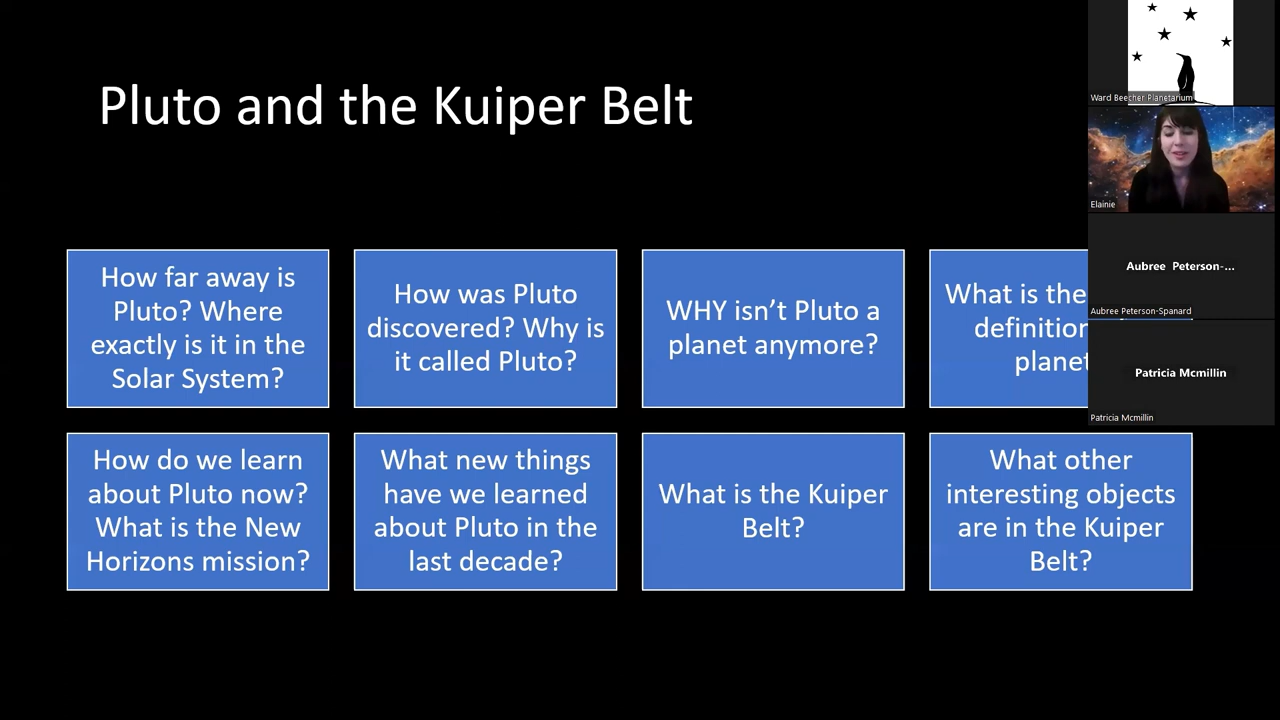 Pluto and the Kuiper Belt
How far away is
Pluto? Where
exactly is it in the
Solar System?
How was Pluto
discovered? Why is
it called Pluto?
WHY isn’t Pluto a
planet anymore?
What is the
definition
planet
How do we learn
about Pluto now?
What is the New
Horizons mission?
What new things
have we learned
about Pluto in the
last decade?
What is the Kuiper
Belt?
What other
interesting objects
are in the Kuiper
Belt?
Ward Beecher Planetarium
Elainie
Aubree Peterson-...
Aubree Peterson-Spanard
Patricia Mcmillin
Patricia Mcmillin